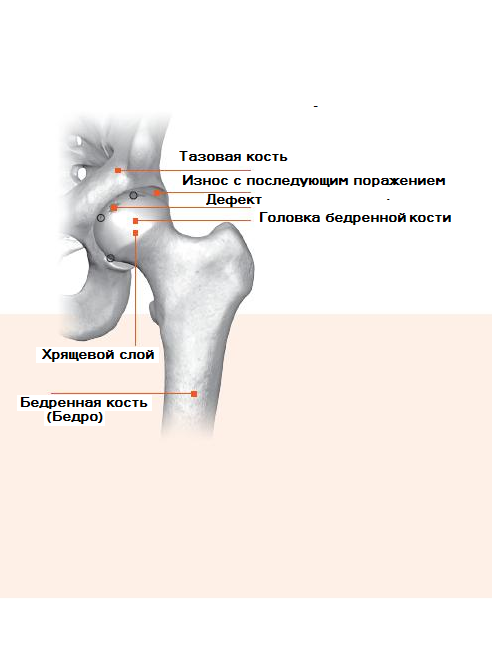 Тазовая кость
Износ с последующим поражением
Дефект
Головка бедренной кости
Хрящевой слой
Бедренная кость
(Бедро)